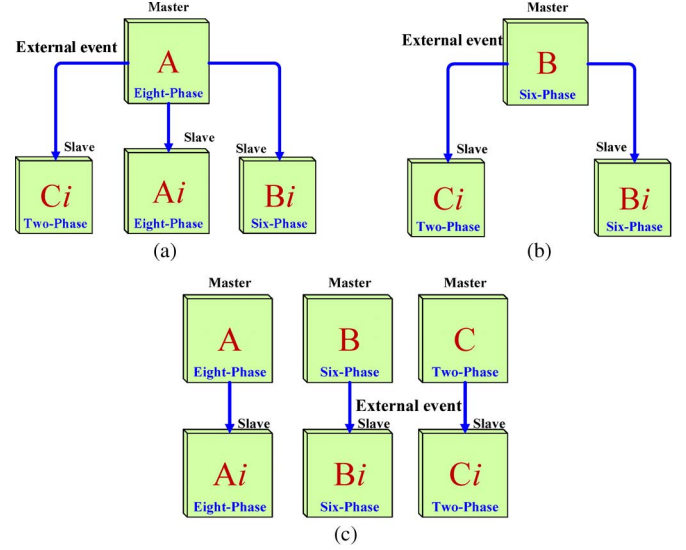 Master
External event
A
Eight-Phase
Slave
Slave
Slave
Ci
Two-Phase
Ai
Eight-Phase
Bi
Six-Phase
(a)
Master
External event
B
Six-Phase
Slave
Slave
Ci
Two-Phase
Bi
Six-Phase
(b)
Master
Master
Master
A
Eight-Phase
B
Six-Phase
C
Two-Phase
External event
Slave
Slave
Slave
Ai
Eight-Phase
Bi
Six-Phase
Ci
Two-Phase
(c)